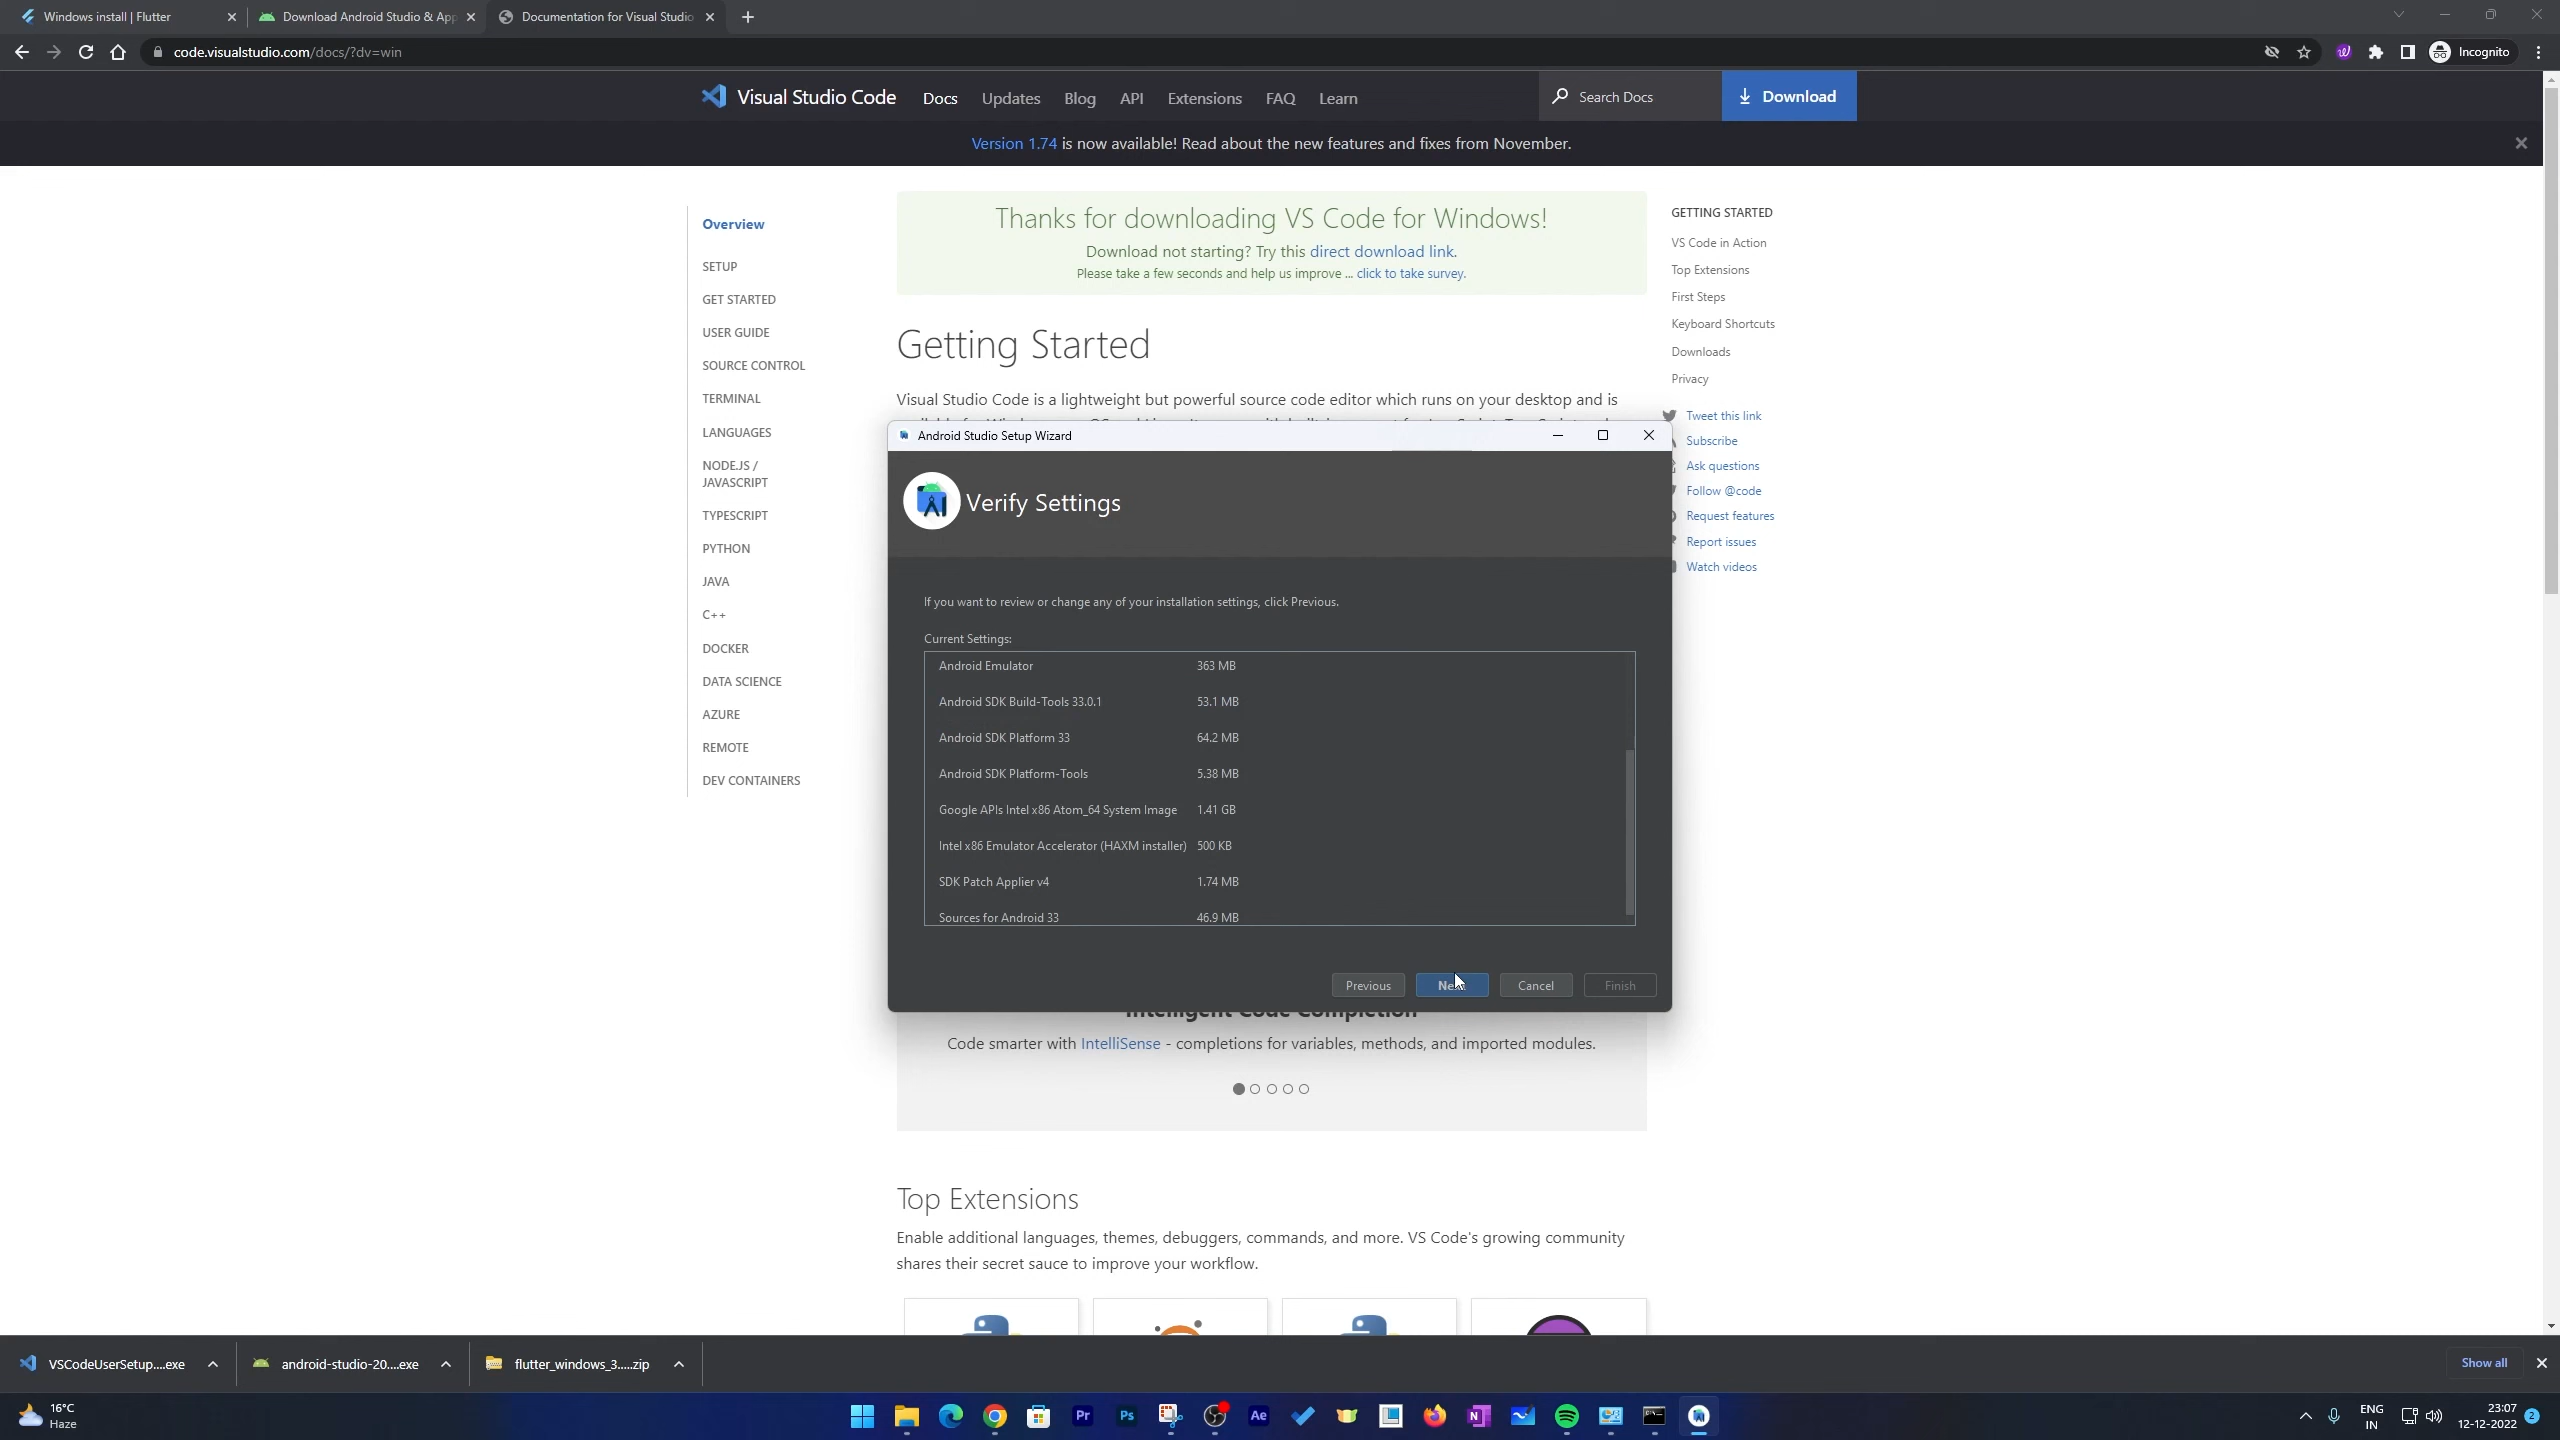 Windows install | Flutter
Download Android Studio & App
Documentation for Visual Studio
code.visualstudio.com/docs/?dv=win
Incognito
Visual Studio Code
Docs
Updates
Blog
API
Extensions
FAQ
Learn
Search Docs
Download
Version 1.74 is now available! Read about the new features and fixes from November.
Overview
SETUP
GET STARTED
USER GUIDE
SOURCE CONTROL
TERMINAL
LANGUAGES
NODE.JS /
JAVASCRIPT
TYPESCRIPT
PYTHON
JAVA
C++
DOCKER
DATA SCIENCE
AZURE
REMOTE
DEV CONTAINERS
Thanks for downloading VS Code for Windows!
Download not starting? Try this direct download link.
Please take a few seconds and help us improve ... click to take survey.
Getting Started
Visual Studio Code is a lightweight but powerful source code editor which runs on your desktop and is
GETTING STARTED
VS Code in Action
Top Extensions
First Steps
Keyboard Shortcuts
Downloads
Privacy
Tweet this link
Subscribe
Ask questions
Follow @code
Request features
Report issues
Watch videos
Android Studio Setup Wizard
Verify Settings
If you want to review or change any of your installation settings, click Previous.
Current Settings:
Android Emulator 363 MB
Android SDK Build-Tools 33.0.1 53.1 MB
Android SDK Platform 33 64.2 MB
Android SDK Platform-Tools 5.38 MB
Google APIs Intel x86 Atom_64 System Image 1.41 GB
Intel x86 Emulator Accelerator (HAXM installer) 500 KB
SDK Patch Applier v4 1.74 MB
Sources for Android 33 46.9 MB
Previous
Cancel
Finish
Intelligent Code Completion
Code smarter with IntelliSense - completions for variables, methods, and imported modules.
Top Extensions
Enable additional languages, themes, debuggers, commands, and more. VS Code's growing community
shares their secret sauce to improve your workflow.
VSCodeUserSetup....exe
android-studio-20....exe
flutter_windows_3.....zip
Show all
16°C
Haze
Pr
Ps
Ae
ENG
IN
23:07
12-12-2022
2